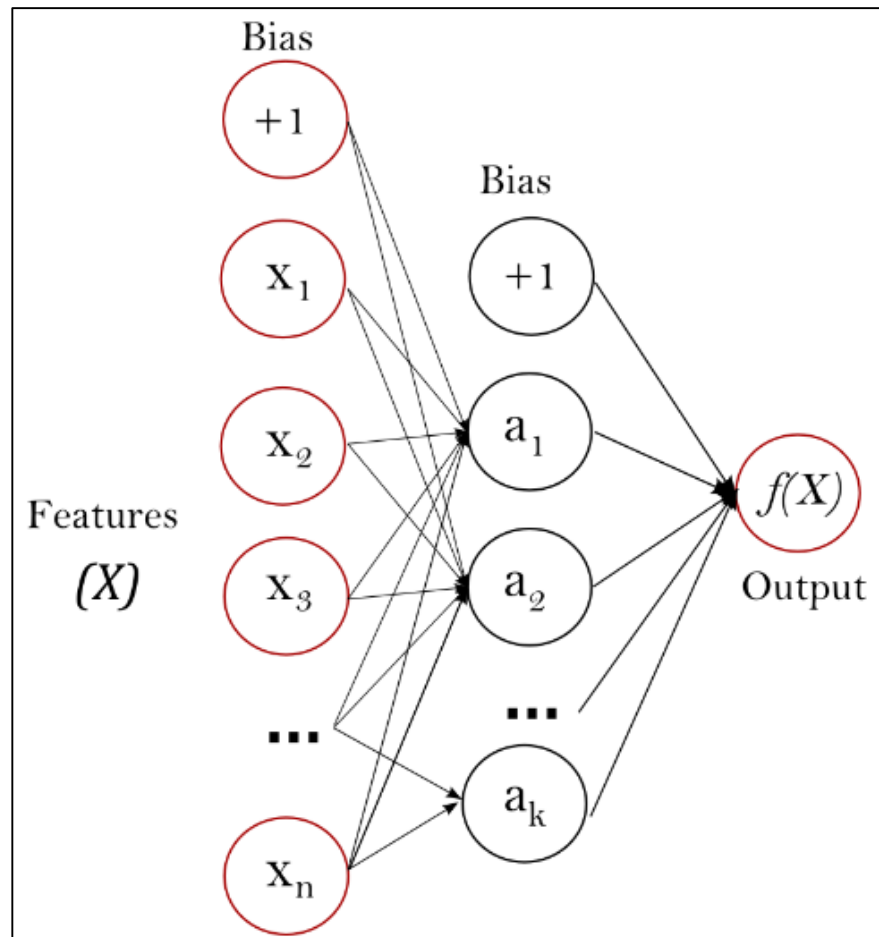 Bias
+1
x₁
x₂
x₃
...
xₙ
Features
(X)
Bias
+1
a₁
a₂
...
aₖ
f(X)
Output